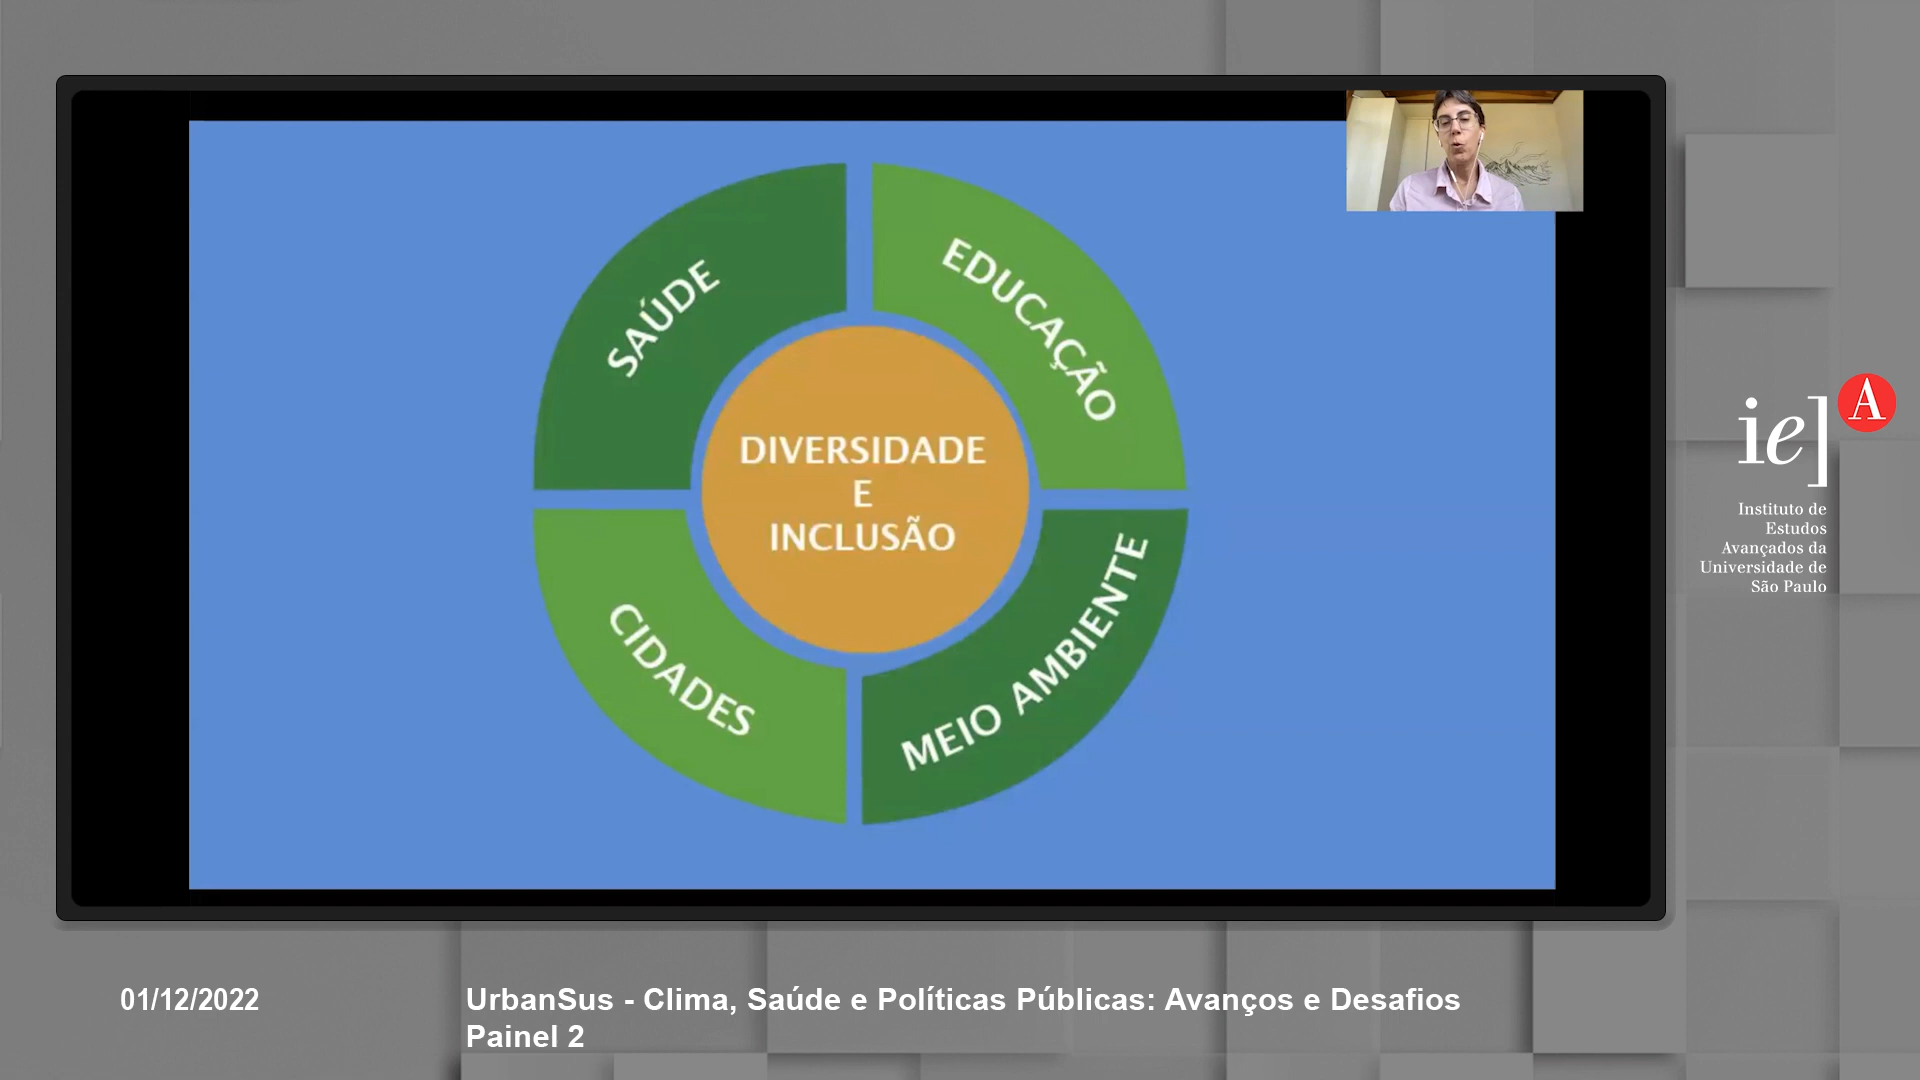 SAÚDE
EDUCAÇÃO
DIVERSIDADE
E
INCLUSÃO
CIDADES
MEIO AMBIENTE
ie] A
Instituto de
Estudos
Avançados da
Universidade de
São Paulo
01/12/2022
UrbanSus - Clima, Saúde e Políticas Públicas: Avanços e Desafios
Painel 2